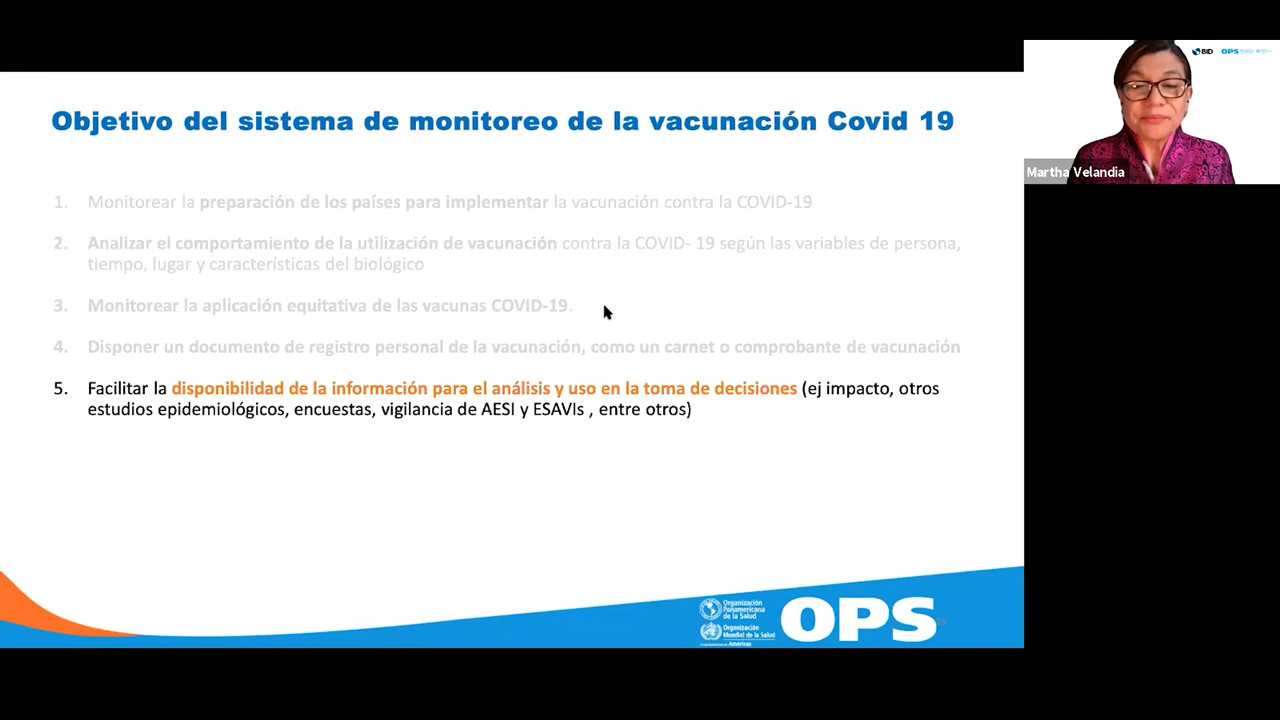 Objetivo del sistema de monitoreo de la vacunación Covid 19
1. Monitorear la preparación de los países para implementar la vacunación contra la COVID-19
2. Analizar el comportamiento de la utilización de vacunación contra la COVID- 19 según las variables de persona,
tiempo, lugar y características del biológico
3. Monitorear la aplicación equitativa de las vacunas COVID-19.
4. Disponer un documento de registro personal de la vacunación, como un carnet o comprobante de vacunación
5. Facilitar la disponibilidad de la información para el análisis y uso en la toma de decisiones (ej impacto, otros
estudios epidemiológicos, encuestas, vigilancia de AESI y ESAVIs , entre otros)
BID OPS
Martha Velandia
Organización
Panamericana
de la Salud
Organización
Mundial de la Salud
Américas
OPS